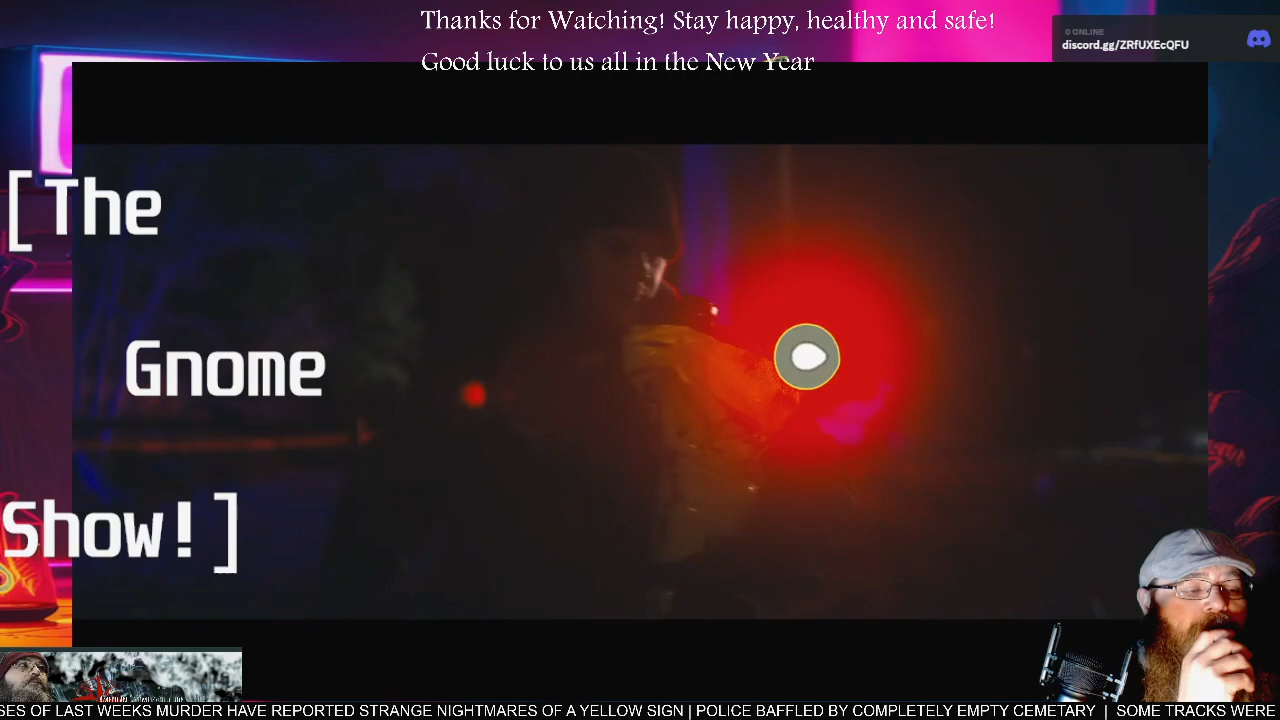 Thanks for Watching! Stay happy, healthy and safe!
Good luck to us all in the New Year
0 ONLINE
discord.gg/ZRfUXEcQFU
[The
Gnome
Show!]
SES OF LAST WEEKS MURDER HAVE REPORTED STRANGE NIGHTMARES OF A YELLOW SIGN | POLICE BAFFLED BY COMPLETELY EMPTY CEMETARY | SOME TRACKS WERE